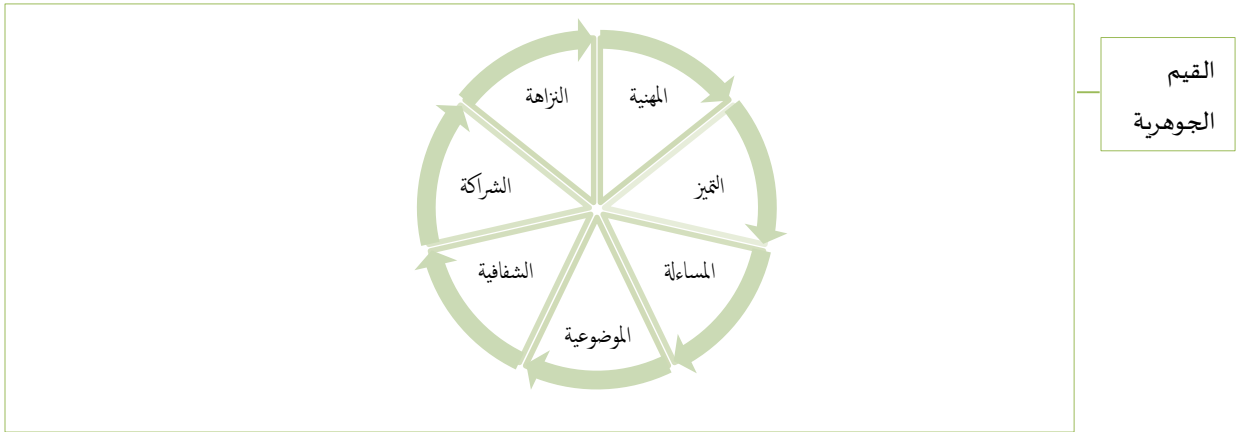 القيم
الجوهرية
المهنية
التميز
المساءلة
الموضوعية
الشفافية
الشراكة
النزاهة